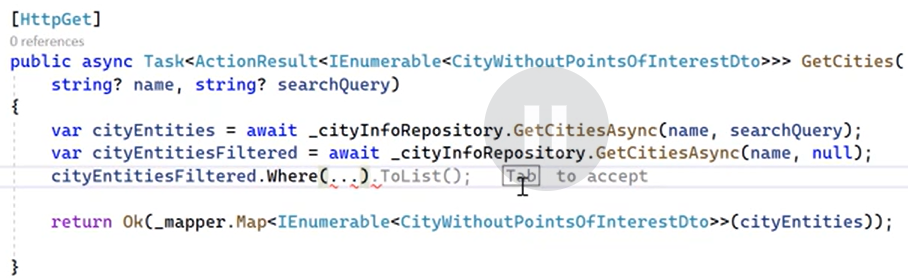 [HttpGet]
0 references
public async Task<ActionResult<IEnumerable<CityWithoutPointsOfInterestDto>>> GetCities(
string? name, string? searchQuery)
{
var cityEntities = await _cityInfoRepository.GetCitiesAsync(name, searchQuery);
var cityEntitiesFiltered = await _cityInfoRepository.GetCitiesAsync(name, null);
cityEntitiesFiltered.Where(...).ToList(); Tab to accept
return Ok(_mapper.Map<IEnumerable<CityWithoutPointsOfInterestDto>>(cityEntities));
}